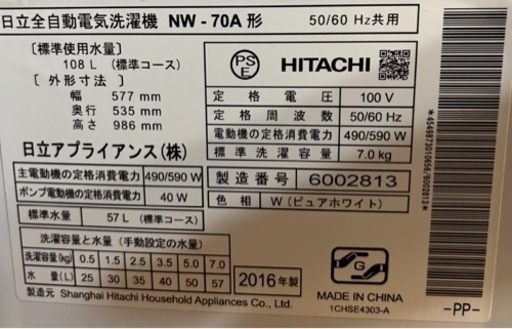 日立全自動電気洗濯機 NW-70A 形 50/60 Hz共用
[標準使用水量]
108 L (標準コース)
[外形寸法]
幅 577 mm
奥行 535 mm
高さ 986 mm
日立アプライアンス(株)
主電動機の定格消費電力 490/590 W
ポンプ電動機の定格消費電力 40 W
標準水量 57 L (標準コース)
PSE
HITACHI
定格電圧 100 V
定格周波数 50/60 Hz
電動機の定格消費電力 490/590 W
標準洗濯容量 7.0 kg
製造番号 6002813
色相 W (ピュアホワイト)
洗濯容量と水量 (手動設定の水量)
洗濯容量(kg) 0.5 1.5 2.5 3.5 5.0 7.0
水量(L) 25 30 35 40 50 57
2016年製
製造元 Shanghai Hitachi Household Appliances Co., Ltd.
G
MADE IN CHINA
1CHSE4303-A
*4549873010656/6002813*
-PP-